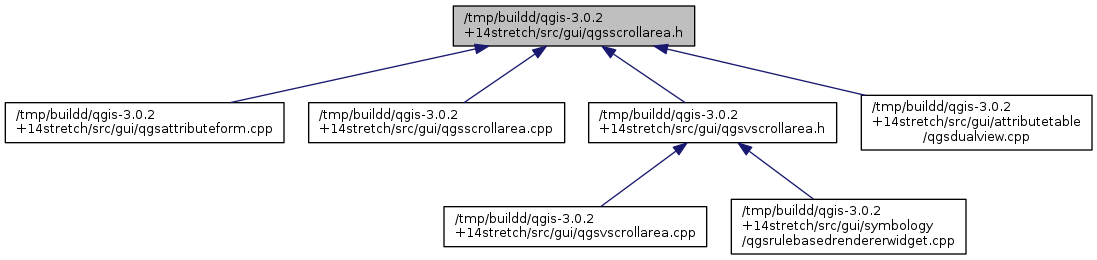 /tmp/buildd/qgis-3.0.2
+14stretch/src/gui/qgsscrollarea.h
/tmp/buildd/qgis-3.0.2
+14stretch/src/gui/qgsattributeform.cpp
/tmp/buildd/qgis-3.0.2
+14stretch/src/gui/qgsscrollarea.cpp
/tmp/buildd/qgis-3.0.2
+14stretch/src/gui/qgsvscrollarea.h
/tmp/buildd/qgis-3.0.2
+14stretch/src/gui/attributetable
/qgsdualview.cpp
/tmp/buildd/qgis-3.0.2
+14stretch/src/gui/qgsvscrollarea.cpp
/tmp/buildd/qgis-3.0.2
+14stretch/src/gui/symbology
/qgsrulebasedrendererwidget.cpp